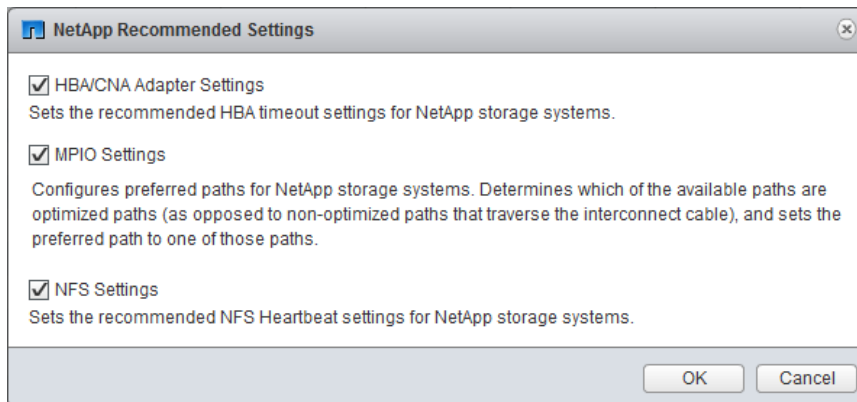 NetApp Recommended Settings
HBA/CNA Adapter Settings
Sets the recommended HBA timeout settings for NetApp storage systems.
MPIO Settings
Configures preferred paths for NetApp storage systems. Determines which of the available paths are
optimized paths (as opposed to non-optimized paths that traverse the interconnect cable), and sets the
preferred path to one of those paths.
NFS Settings
Sets the recommended NFS Heartbeat settings for NetApp storage systems.
OK Cancel